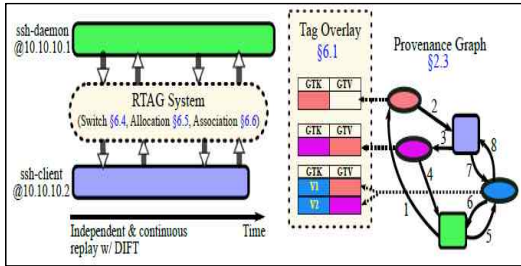 ssh-daemon
@10.10.10.1
RTAG System
(Switch §6.4, Allocation §6.5, Association §6.6)
ssh-client
@10.10.10.2
Independent & continuous
replay w/ DIFT
Time
Tag Overlay
§6.1
GTK GTV
GTK GTV
GTK GTV
V1
V2
Provenance Graph
§2.3
2
3
8
7
4
1
6
5